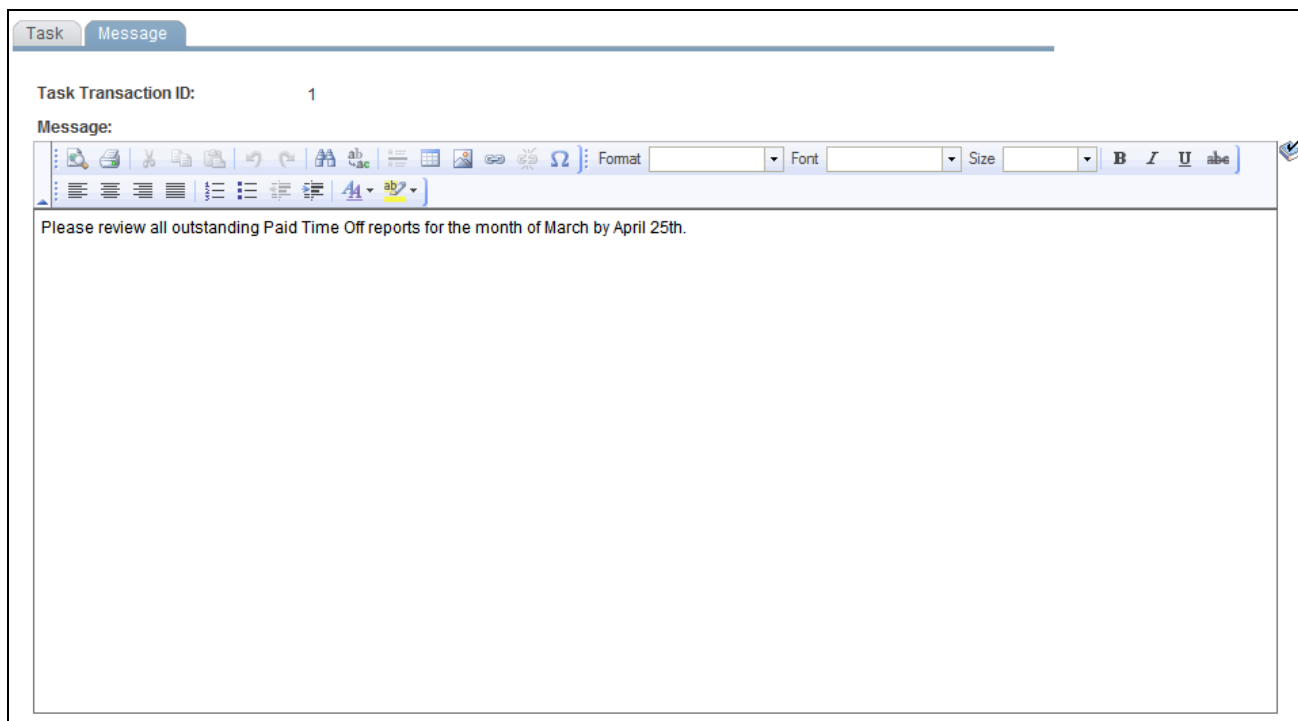 Task Message
Task Transaction ID: 1
Message:
Format Font Size B I U abc
Please review all outstanding Paid Time Off reports for the month of March by April 25th.